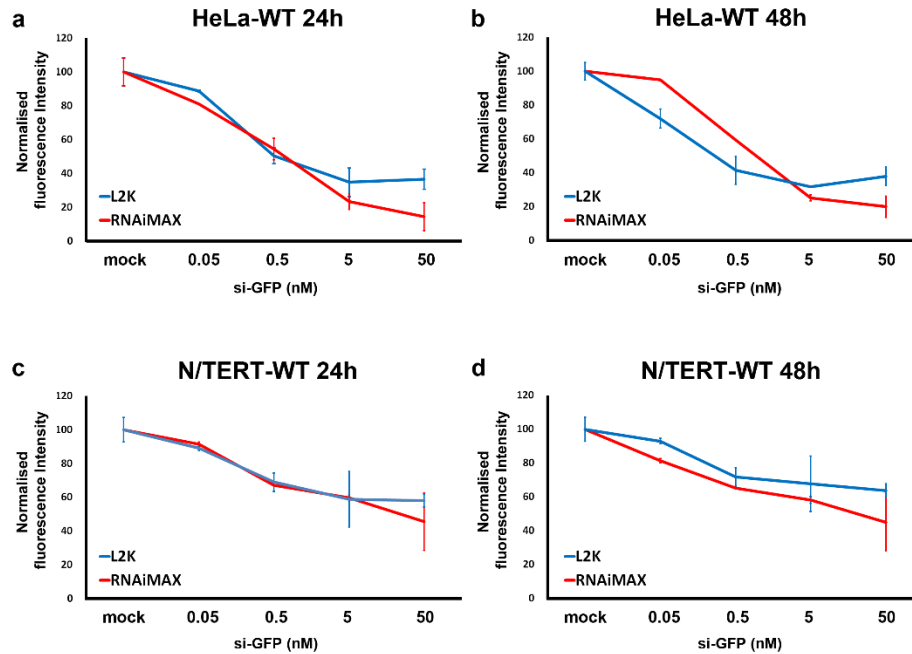 a
HeLa-WT 24h
Normalised
fluorescence Intensity
120
100
80
60
40
20
0
L2K
RNAiMAX
mock 0.05 0.5 5 50
si-GFP (nM)
b
HeLa-WT 48h
Normalised
fluorescence Intensity
120
100
80
60
40
20
0
L2K
RNAiMAX
mock 0.05 0.5 5 50
si-GFP (nM)
c
N/TERT-WT 24h
Normalised
fluorescence Intensity
120
100
80
60
40
20
0
L2K
RNAiMAX
mock 0.05 0.5 5 50
si-GFP (nM)
d
N/TERT-WT 48h
Normalised
fluorescence Intensity
120
100
80
60
40
20
0
L2K
RNAiMAX
mock 0.05 0.5 5 50
si-GFP (nM)